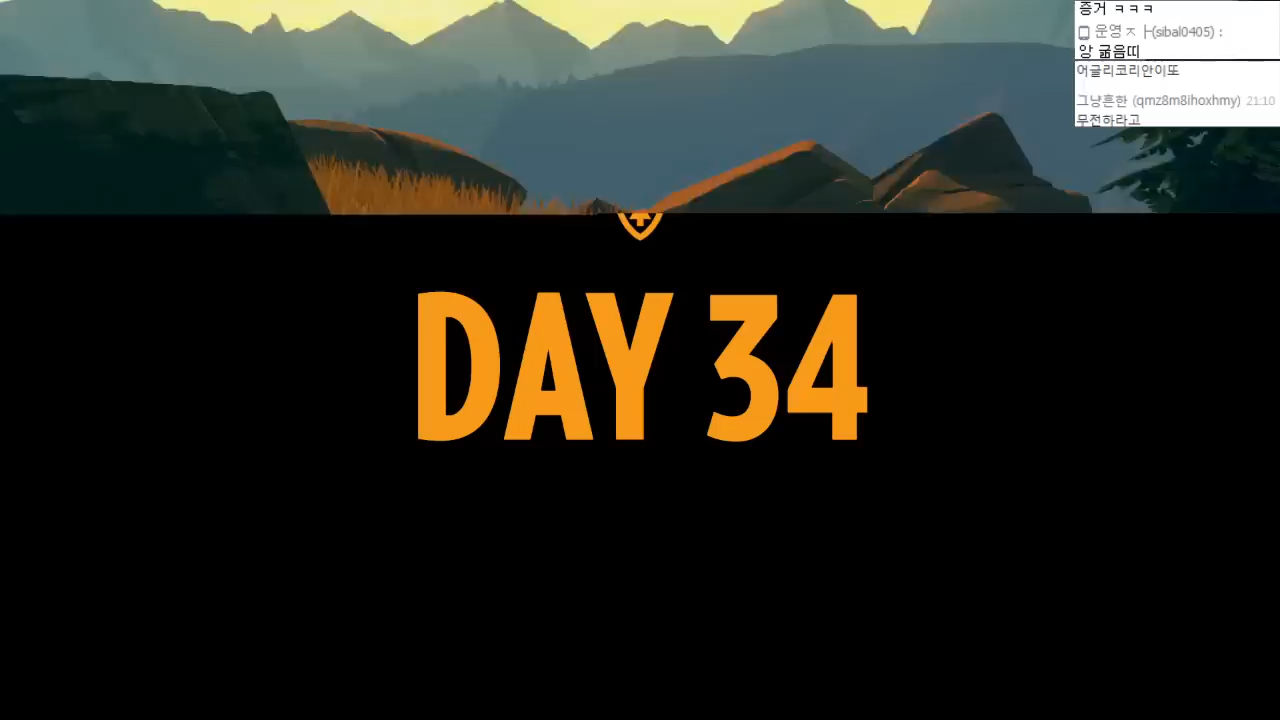 증거 ㅋㅋㅋ
운영ㅈㅏ(sibal0405) :
앙 굶음띠
어글리코리안이또
그냥흔한 (qmz8m8ihoxhmy) 21:10
무전하라고
DAY 34